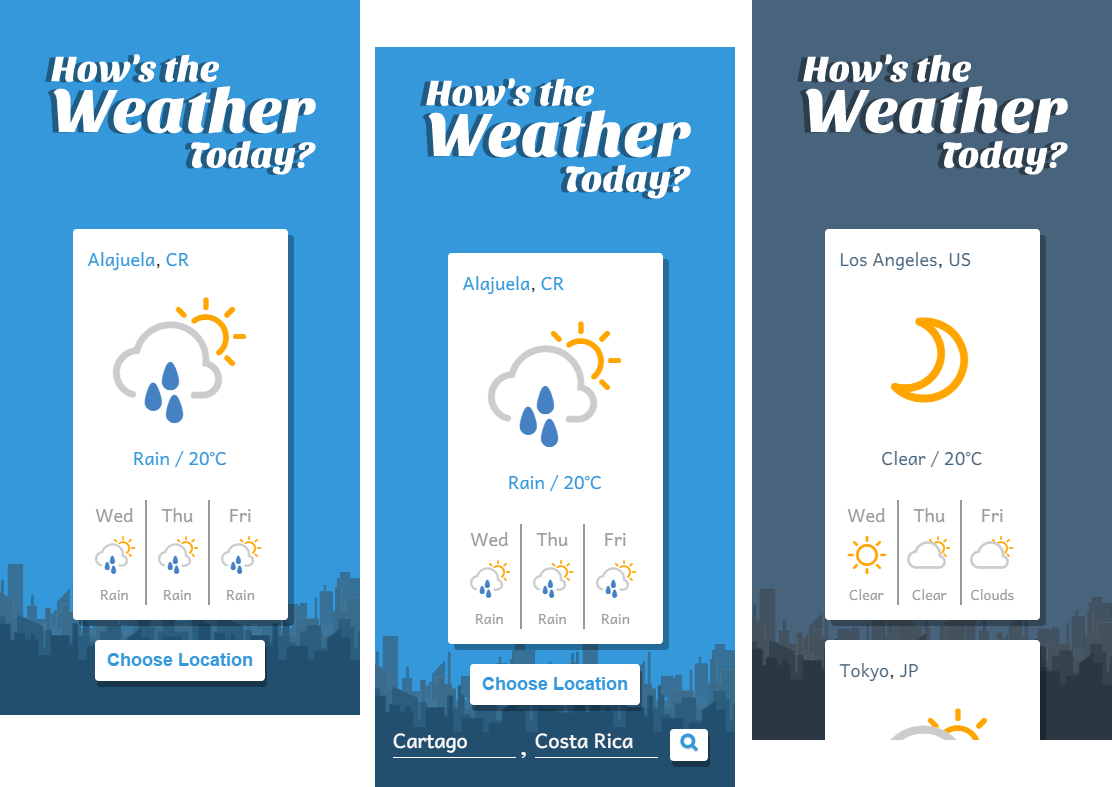 How's the
Weather
Today?
Alajuela, CR
Rain / 20°C
Wed Thu Fri
Rain Rain Rain
Choose Location
How's the
Weather
Today?
Alajuela, CR
Rain / 20°C
Wed Thu Fri
Rain Rain Rain
Choose Location
Cartago , Costa Rica
How's the
Weather
Today?
Los Angeles, US
Clear / 20°C
Wed Thu Fri
Clear Clear Clouds
Tokyo, JP